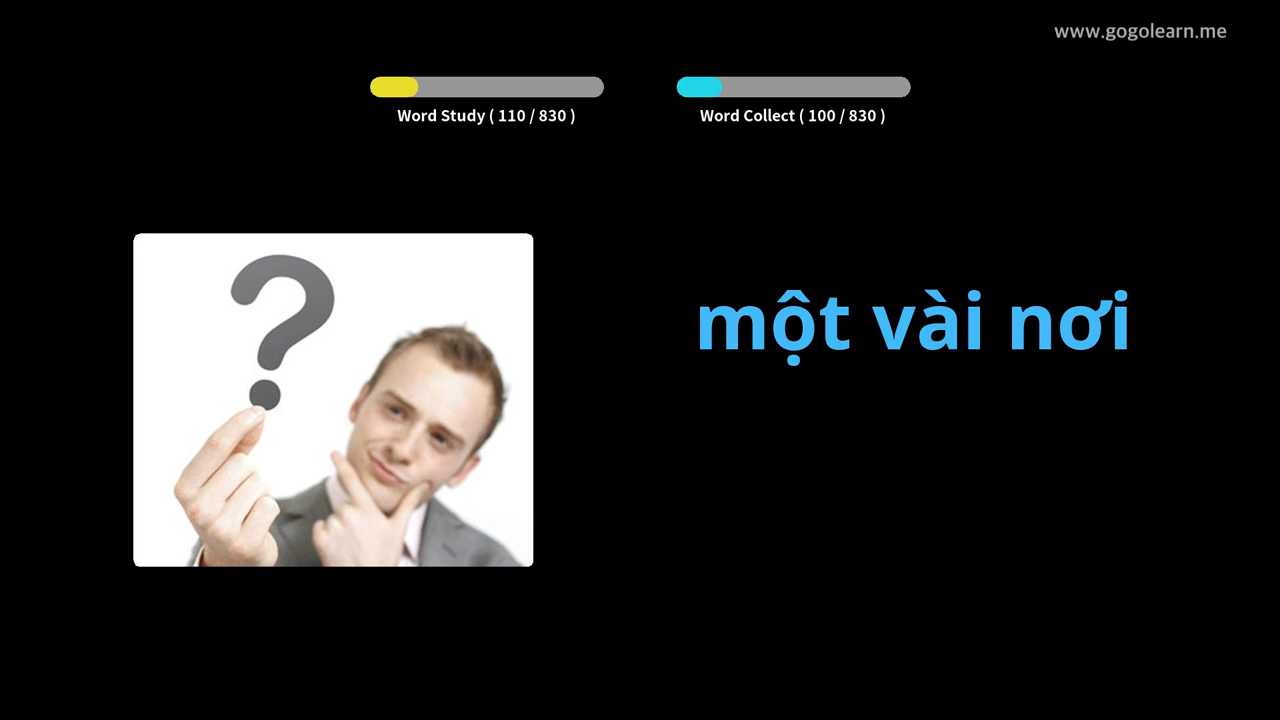 www.gogolearn.me
Word Study ( 110 / 830 )
Word Collect ( 100 / 830 )
?
một vài nơi